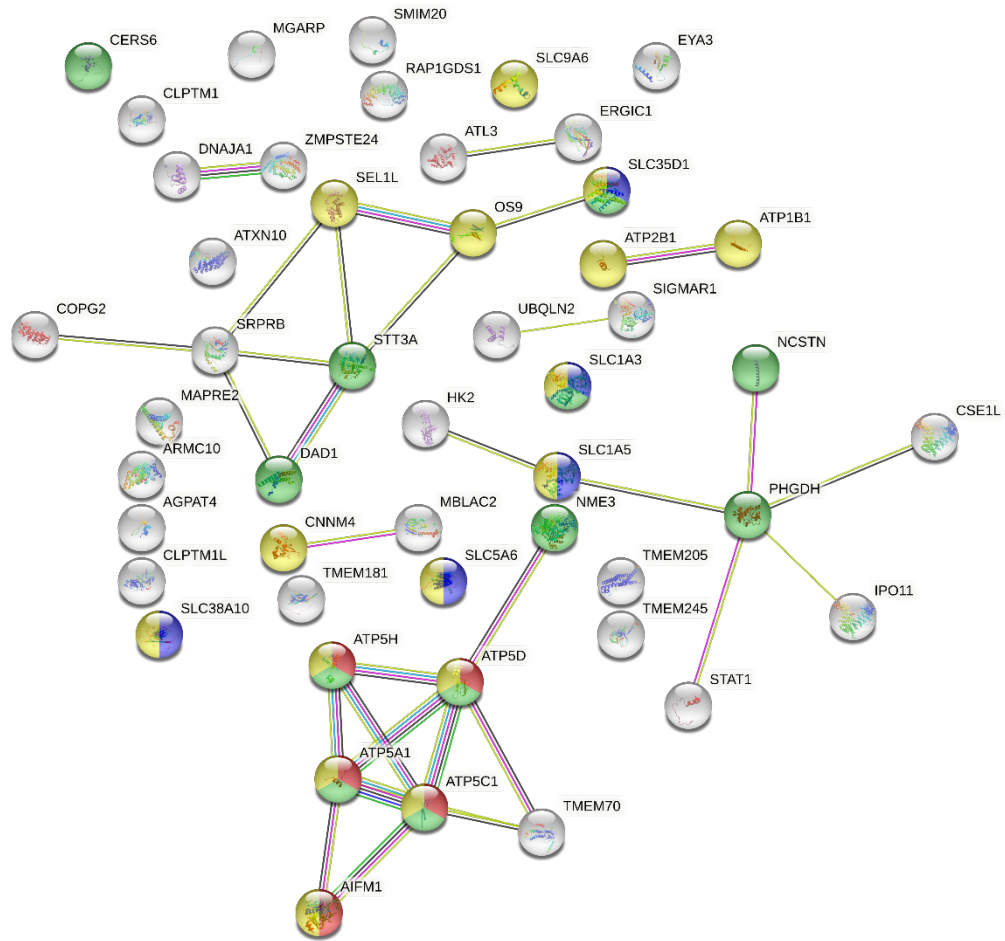 SMIM20
MGARP
CERS6
EYA3
RAP1GDS1
SLC9A6
CLPTM1
ERGIC1
DNAJA1
ZMPSTE24
ATL3
SEL1L
SLC35D1
OS9
ATP1B1
ATXN10
ATP2B1
SIGMAR1
COPG2
UBQLN2
SRPRB
STT3A
NCSTN
SLC1A3
MAPRE2
HK2
CSE1L
ARMC10
DAD1
SLC1A5
PHGDH
AGPAT4
NME3
CNNM4
MBLAC2
CLPTM1L
SLC5A6
TMEM205
TMEM181
IPO11
SLC38A10
TMEM245
ATP5H
ATP5D
STAT1
ATP5A1
ATP5C1
TMEM70
AIFM1